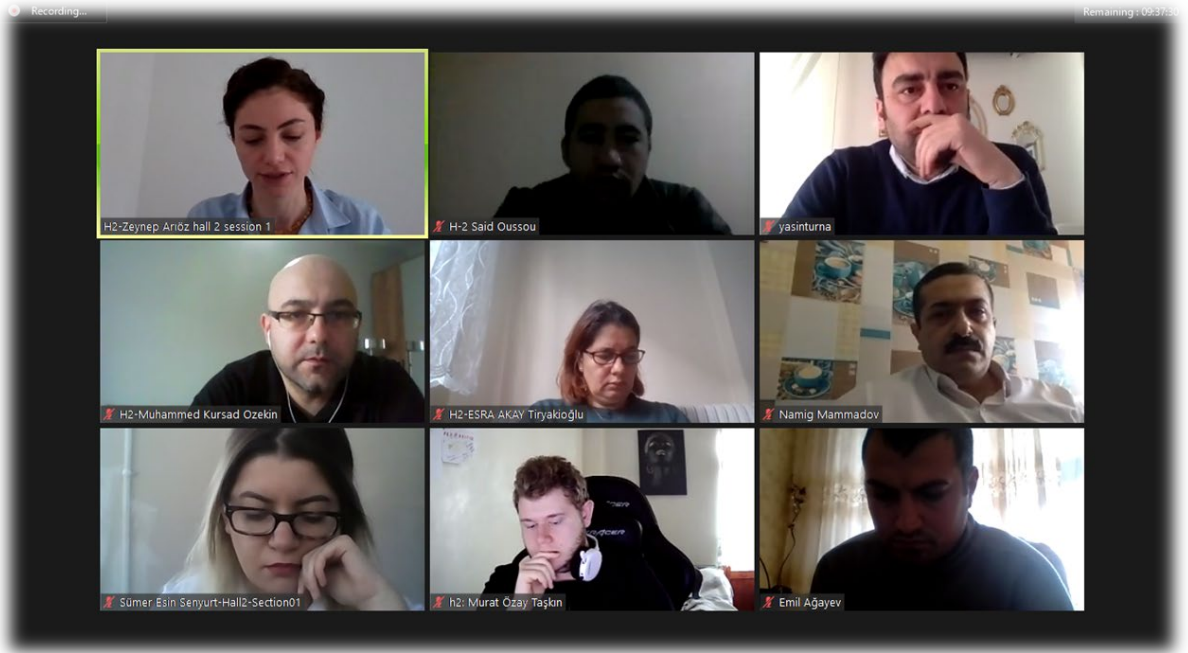 Recording...
Remaining : 09:37:30
H2-Zeynep Arıöz hall 2 session 1
H-2 Said Oussou
yasinturna
H2-Muhammed Kursad Ozekin
H2-ESRA AKAY Tiryakioğlu
Namig Mammadov
Sümer Esin Senyurt-Hall2-Section01
h2: Murat Özay Taşkın
Emil Ağayev